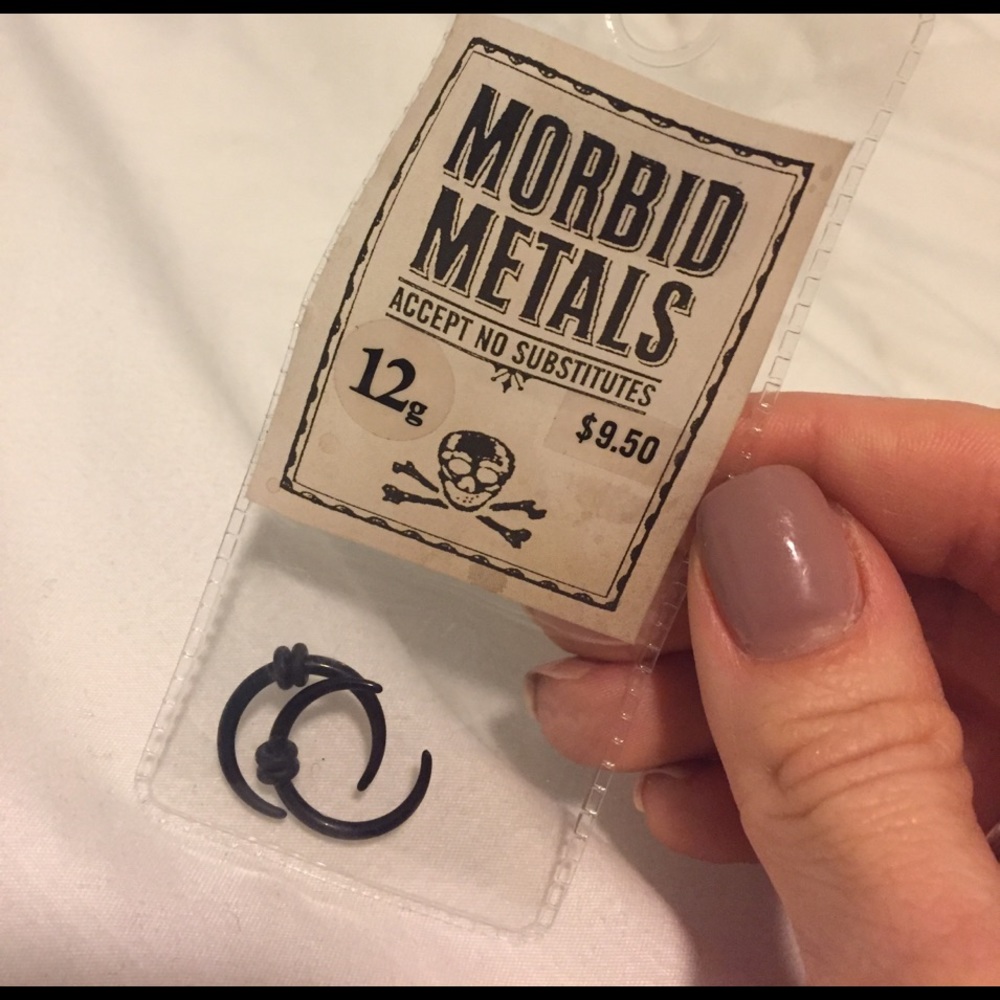 MORBID
METALS
ACCEPT NO SUBSTITUTES
12g
$9.50